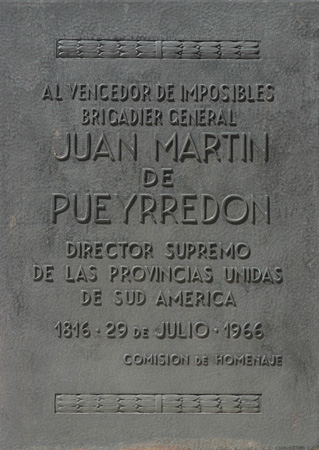 AL VENCEDOR DE IMPOSIBLES
BRIGADIER GENERAL
JUAN MARTIN
DE
PUEYRREDON
DIRECTOR SUPREMO
DE LAS PROVINCIAS UNIDAS
DE SUD AMERICA
1816 · 29 DE JULIO · 1966
COMISION DE HOMENAJE